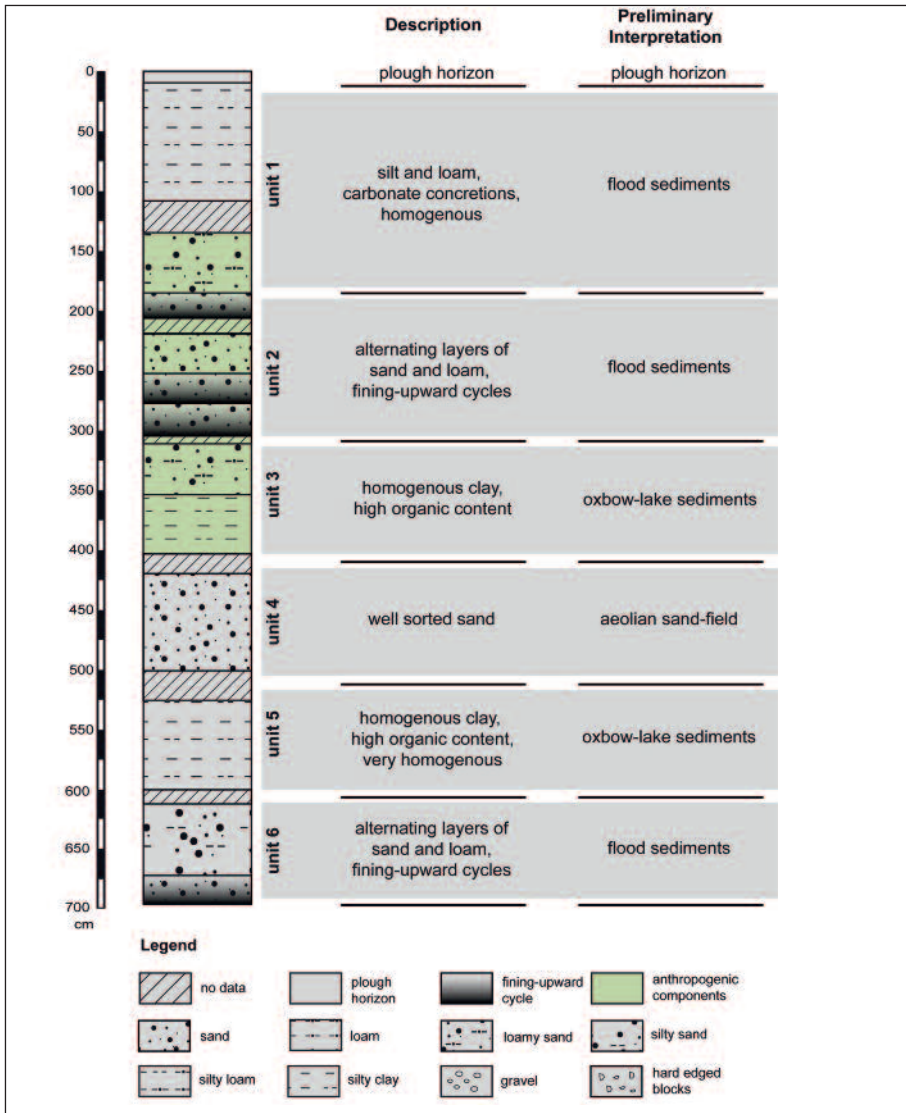 Description
Preliminary
Interpretation
plough horizon
plough horizon
0
50
100
150
200
250
300
350
400
450
500
550
600
650
700
cm
unit 1
silt and loam,
carbonate concretions,
homogenous
flood sediments
unit 2
alternating layers of
sand and loam,
fining-upward cycles
flood sediments
unit 3
homogenous clay,
high organic content
oxbow-lake sediments
unit 4
well sorted sand
aeolian sand-field
unit 5
homogenous clay,
high organic content,
very homogenous
oxbow-lake sediments
unit 6
alternating layers of
sand and loam,
fining-upward cycles
flood sediments
Legend
no data
plough
horizon
fining-upward
cycle
anthropogenic
components
sand
loam
loamy sand
silty sand
silty loam
silty clay
gravel
hard edged
blocks